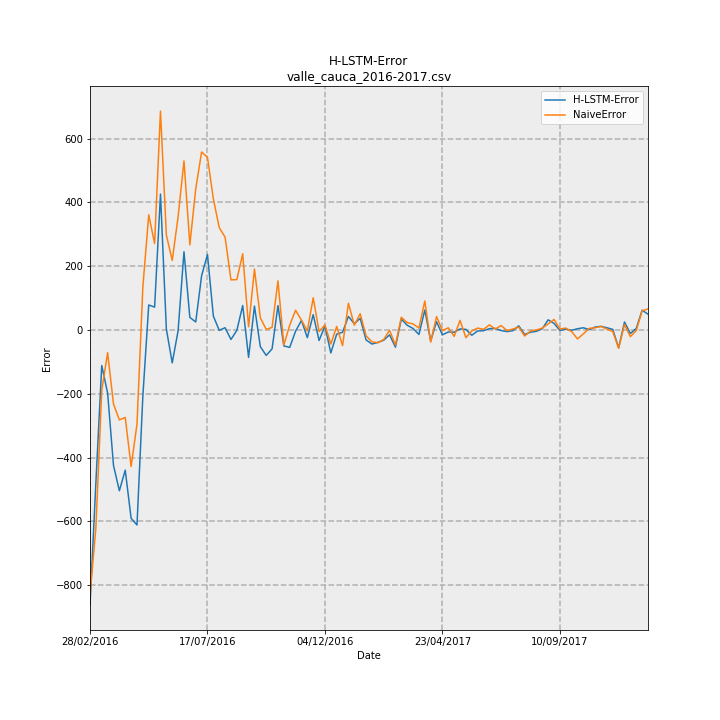 H-LSTM-Error
valle_cauca_2016-2017.csv
H-LSTM-Error
NaiveError
600
400
200
0
−200
−400
−600
−800
Error
28/02/2016 17/07/2016 04/12/2016 23/04/2017 10/09/2017
Date